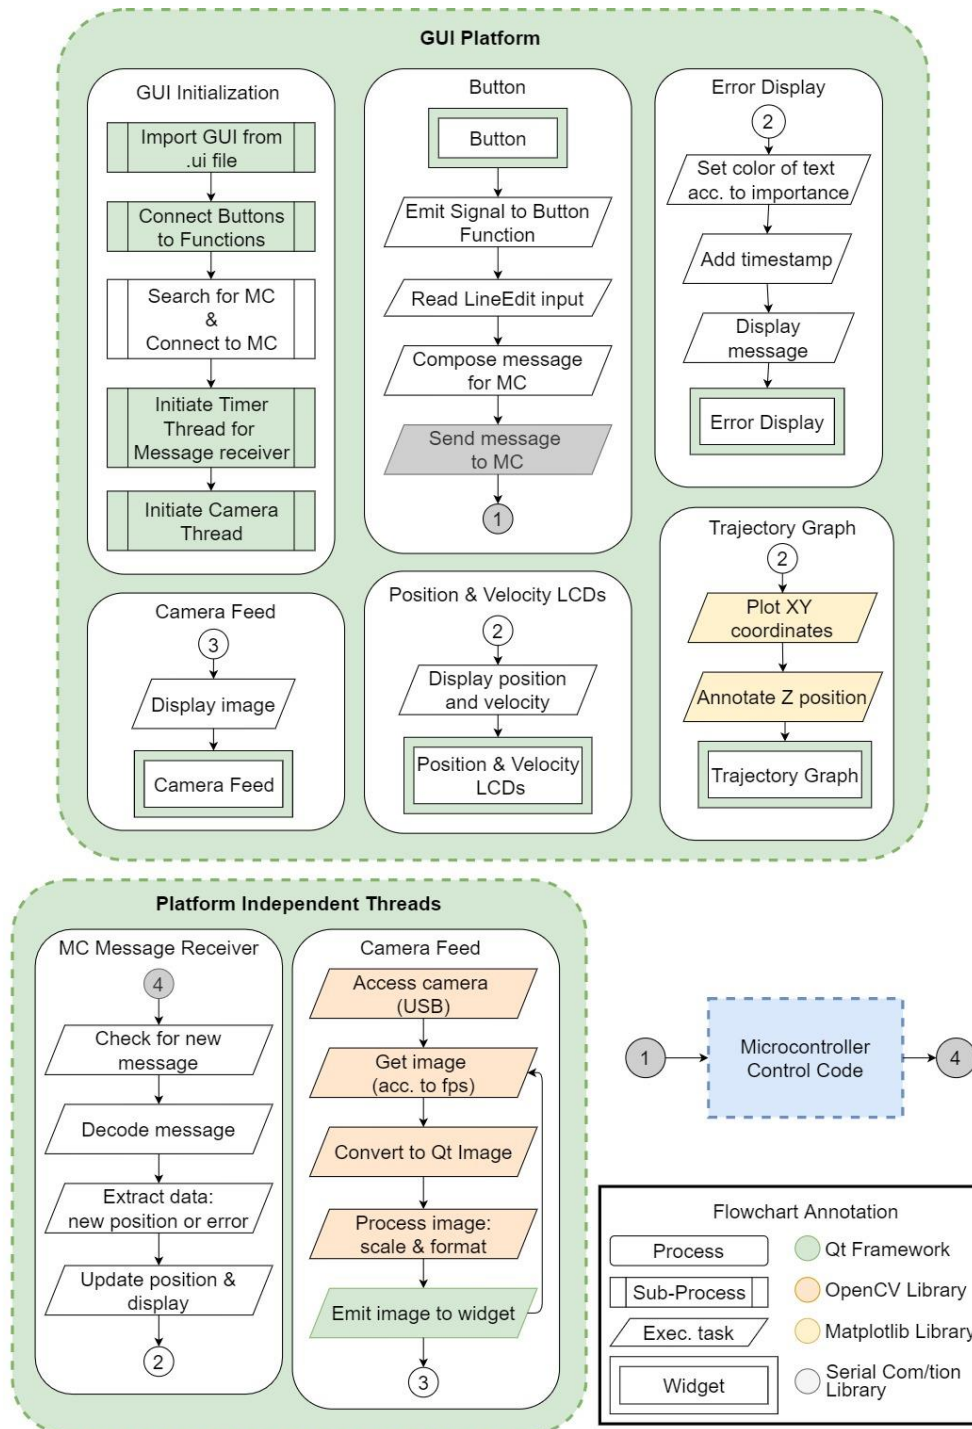 GUI Platform
GUI Initialization
Import GUI from
.ui file
Connect Buttons
to Functions
Search for MC
&
Connect to MC
Initiate Timer
Thread for
Message receiver
Initiate Camera
Thread
Button
Button
Emit Signal to Button
Function
Read LineEdit input
Compose message
for MC
Send message
to MC
1
Error Display
2
Set color of text
acc. to importance
Add timestamp
Display
message
Error Display
Camera Feed
3
Display image
Camera Feed
Position & Velocity LCDs
2
Display position
and velocity
Position & Velocity
LCDs
Trajectory Graph
2
Plot XY
coordinates
Annotate Z position
Trajectory Graph
Platform Independent Threads
MC Message Receiver
4
Check for new
message
Decode message
Extract data:
new position or error
Update position &
display
2
Camera Feed
Access camera
(USB)
Get image
(acc. to fps)
Convert to Qt Image
Process image:
scale & format
Emit image to widget
3
1
Microcontroller
Control Code
4
Flowchart Annotation
Process
Sub-Process
Exec. task
Widget
Qt Framework
OpenCV Library
Matplotlib Library
Serial Com/tion
Library